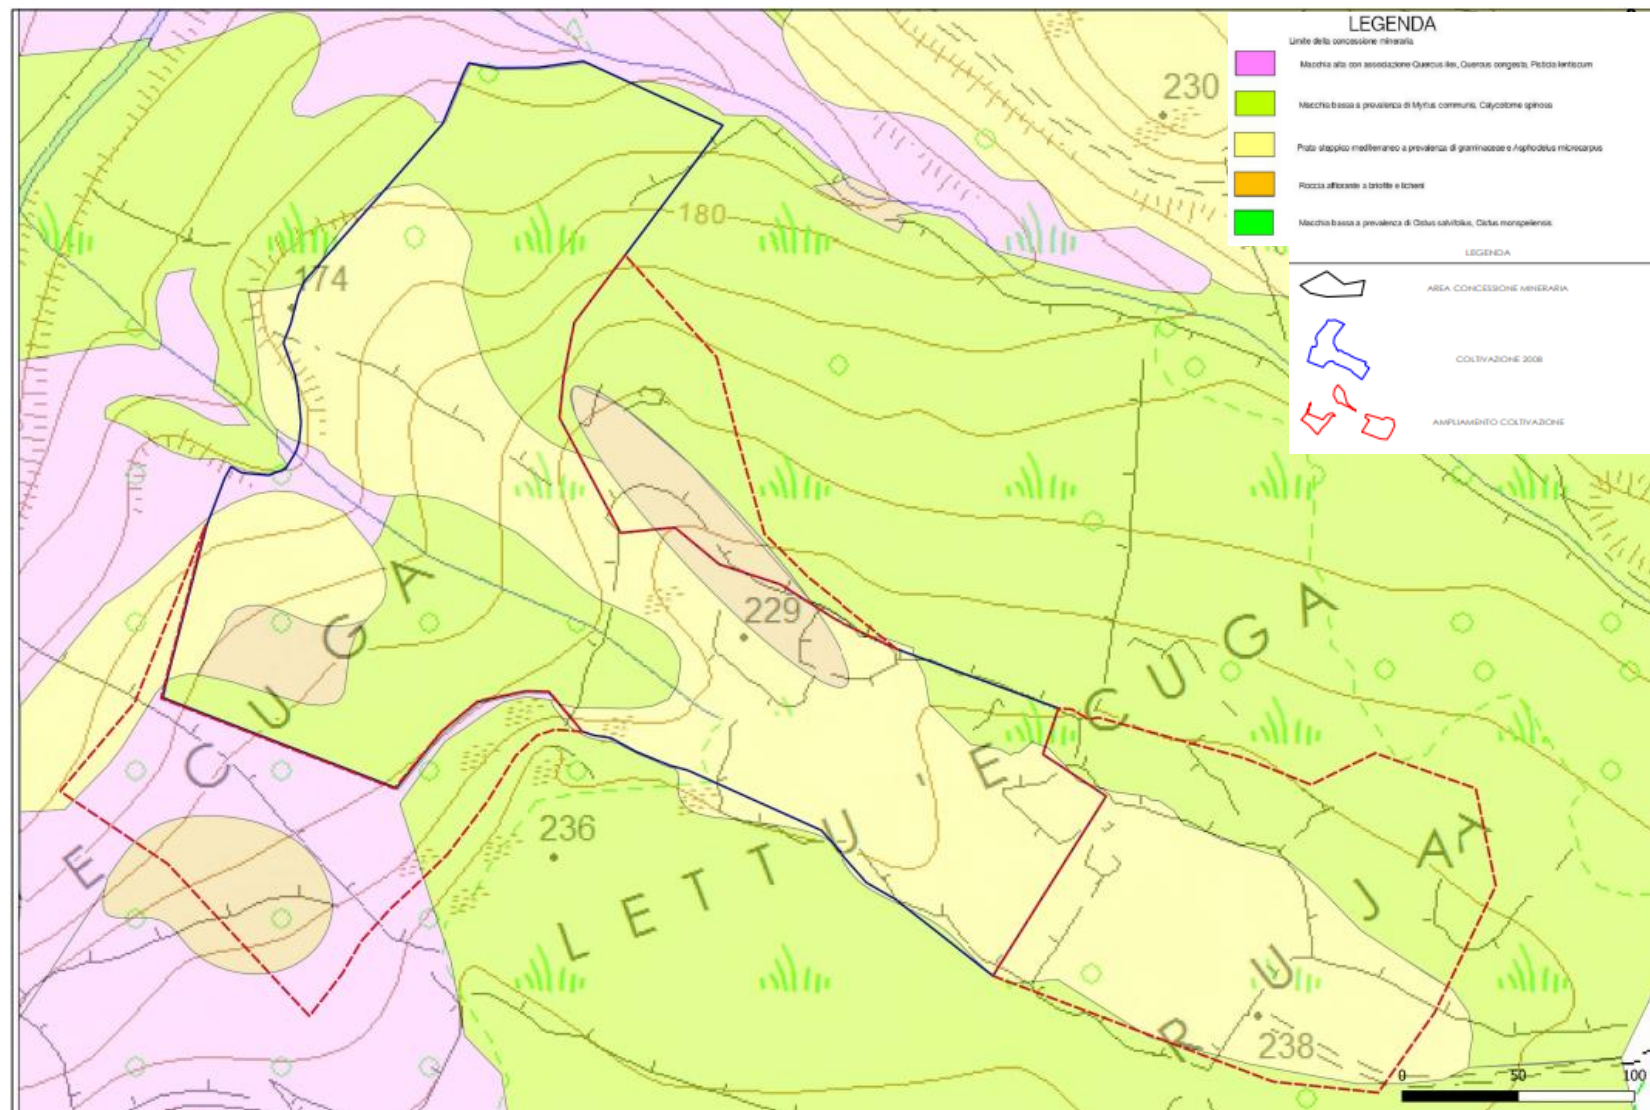 LEGENDA
Limite della concessione mineraria
Macchia alta con associazione Quercus ilex, Quercus congesta, Pisticia lentiscum
Macchia bassa a prevalenza di Myrtus communis, Calycotome spinosa
Prato steppico mediterraneo a prevalenza di graminaceae e Asphodelus microcarpus
Roccia affiorante a briofite e licheni
Macchia bassa a prevalenza di Cistus salvifolius, Cistus monspeliensis
LEGENDA
AREA CONCESSIONE MINERARIA
COLTIVAZIONE 2008
AMPLIAMENTO COLTIVAZIONE
230
180
174
229
236
238
E CUGA
LETTU'E CUGA
RUJA
A
0 50 100